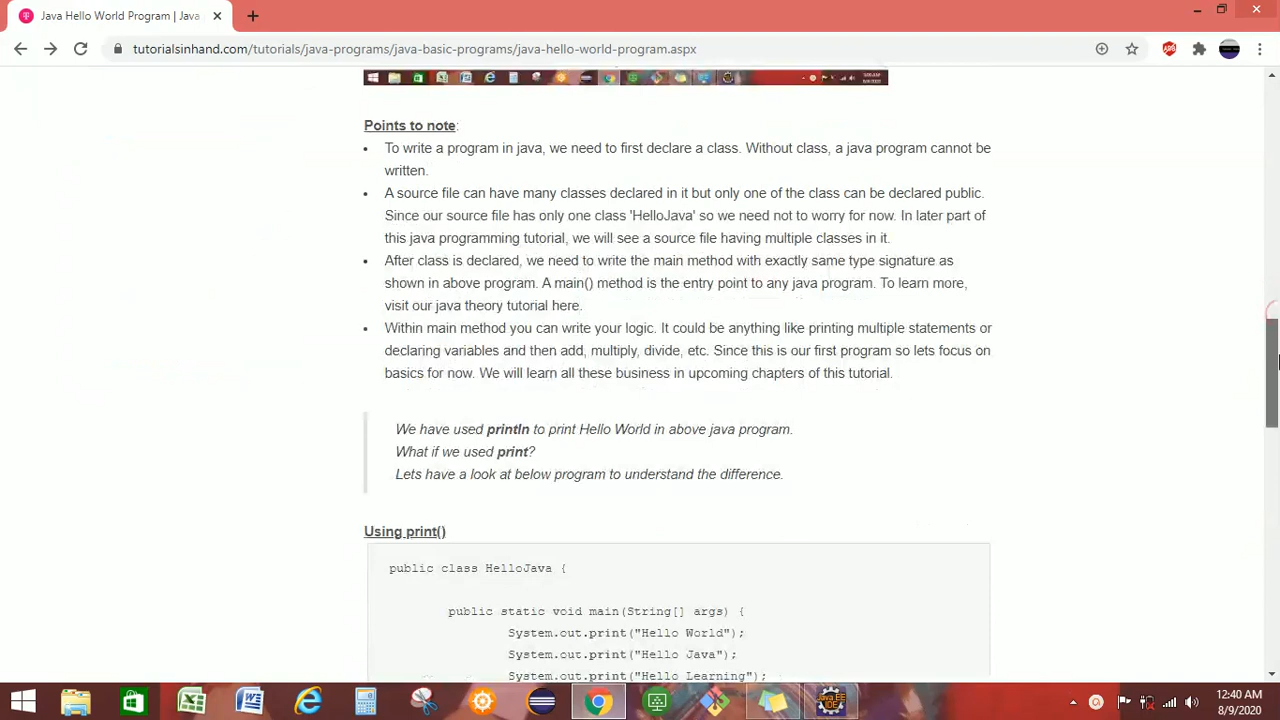 Java Hello World Program | Java
tutorialsinhand.com/tutorials/java-programs/java-basic-programs/java-hello-world-program.aspx
Points to note:
• To write a program in java, we need to first declare a class. Without class, a java program cannot be
written.
• A source file can have many classes declared in it but only one of the class can be declared public.
Since our source file has only one class 'HelloJava' so we need not to worry for now. In later part of
this java programming tutorial, we will see a source file having multiple classes in it.
• After class is declared, we need to write the main method with exactly same type signature as
shown in above program. A main() method is the entry point to any java program. To learn more,
visit our java theory tutorial here.
• Within main method you can write your logic. It could be anything like printing multiple statements or
declaring variables and then add, multiply, divide, etc. Since this is our first program so lets focus on
basics for now. We will learn all these business in upcoming chapters of this tutorial.
We have used println to print Hello World in above java program.
What if we used print?
Lets have a look at below program to understand the difference.
Using print()
public class HelloJava {
public static void main(String[] args) {
System.out.print("Hello World");
System.out.print("Hello Java");
System.out.print("Hello Learning");
12:40 AM
8/9/2020